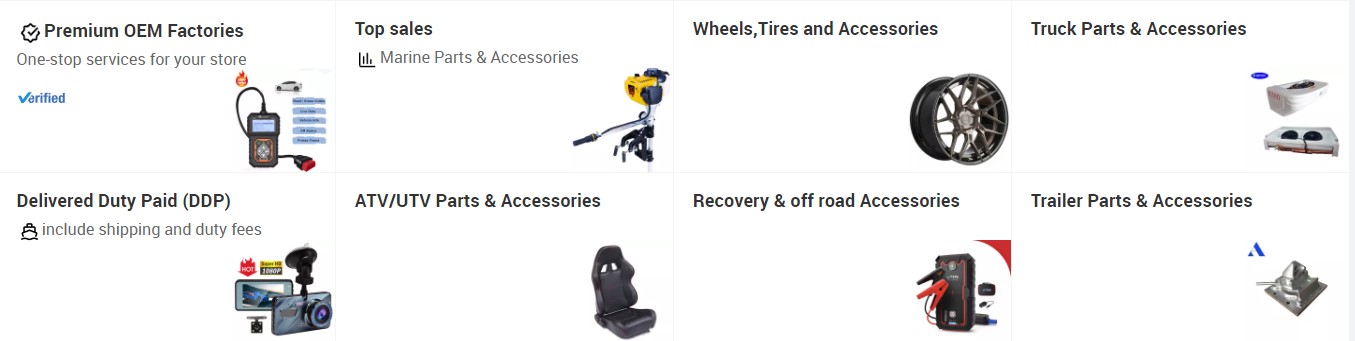 Premium OEM Factories
One-stop services for your store
Verified
Top sales
Marine Parts & Accessories
Wheels,Tires and Accessories
Truck Parts & Accessories
Delivered Duty Paid (DDP)
include shipping and duty fees
HOT
Super HD
1080P
ATV/UTV Parts & Accessories
Recovery & off road Accessories
Trailer Parts & Accessories